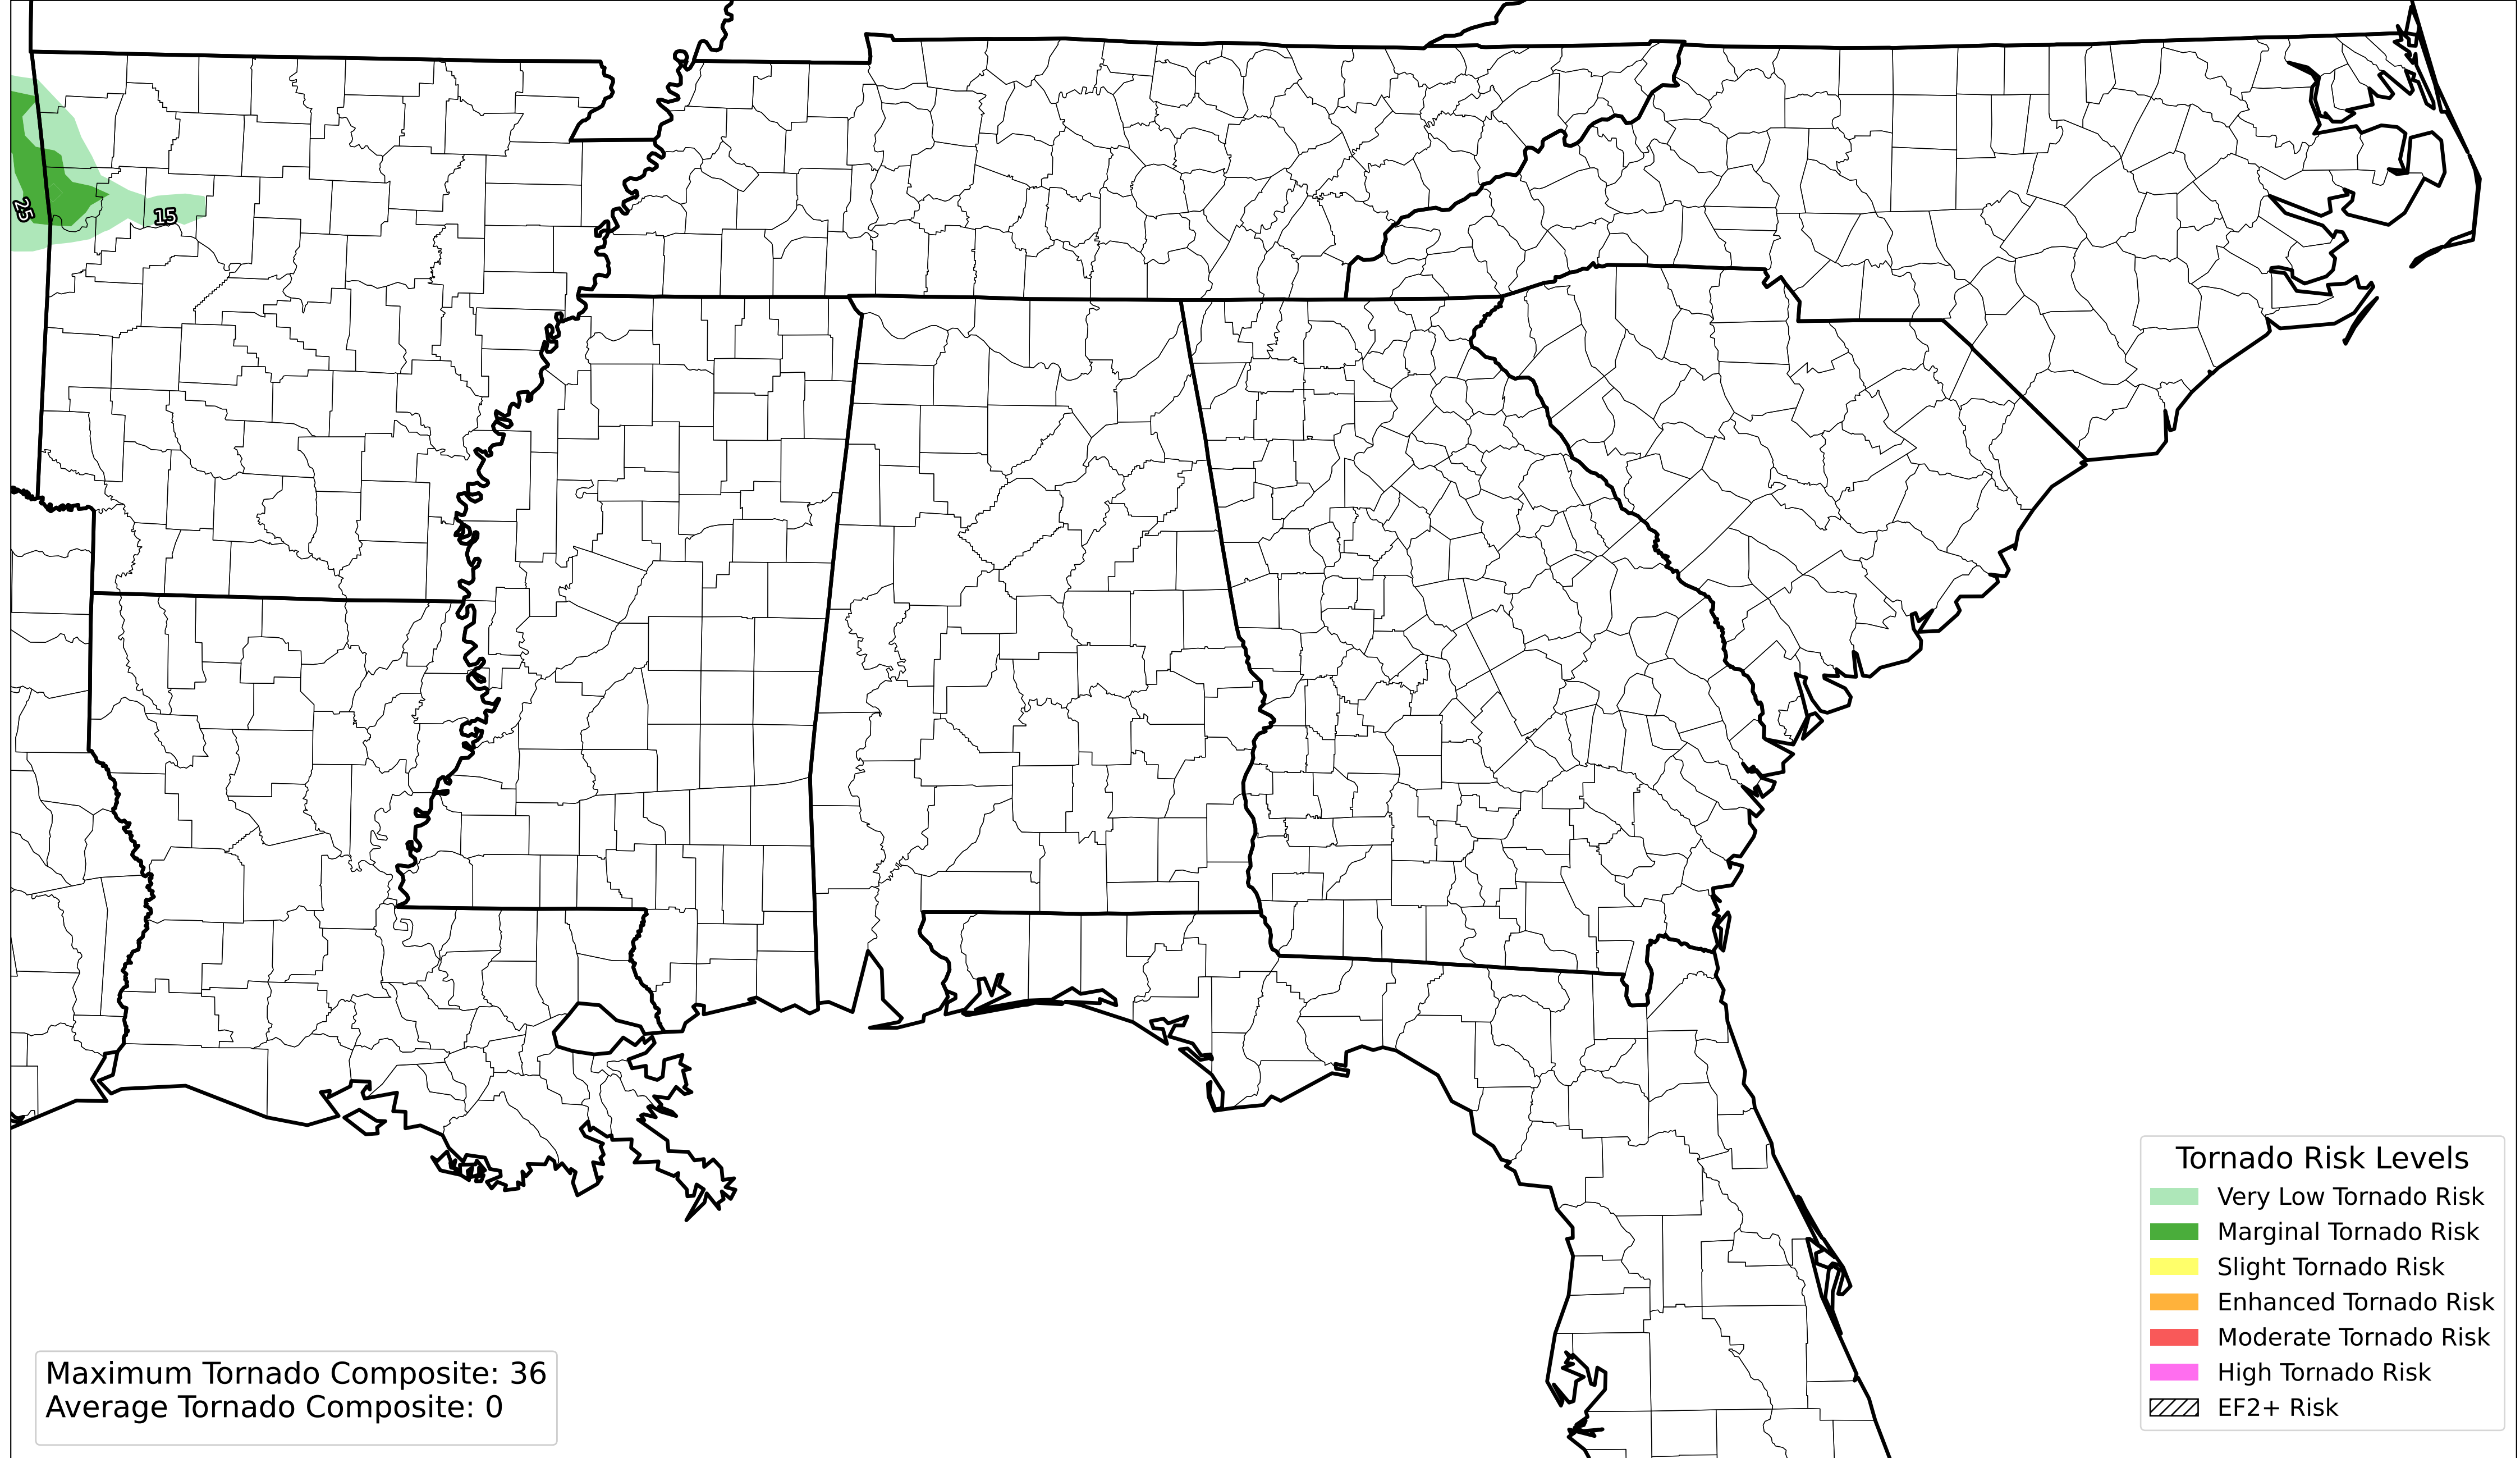 25
15
Tornado Risk Levels
Very Low Tornado Risk
Marginal Tornado Risk
Slight Tornado Risk
Enhanced Tornado Risk
Moderate Tornado Risk
High Tornado Risk
EF2+ Risk
Maximum Tornado Composite: 36
Average Tornado Composite: 0